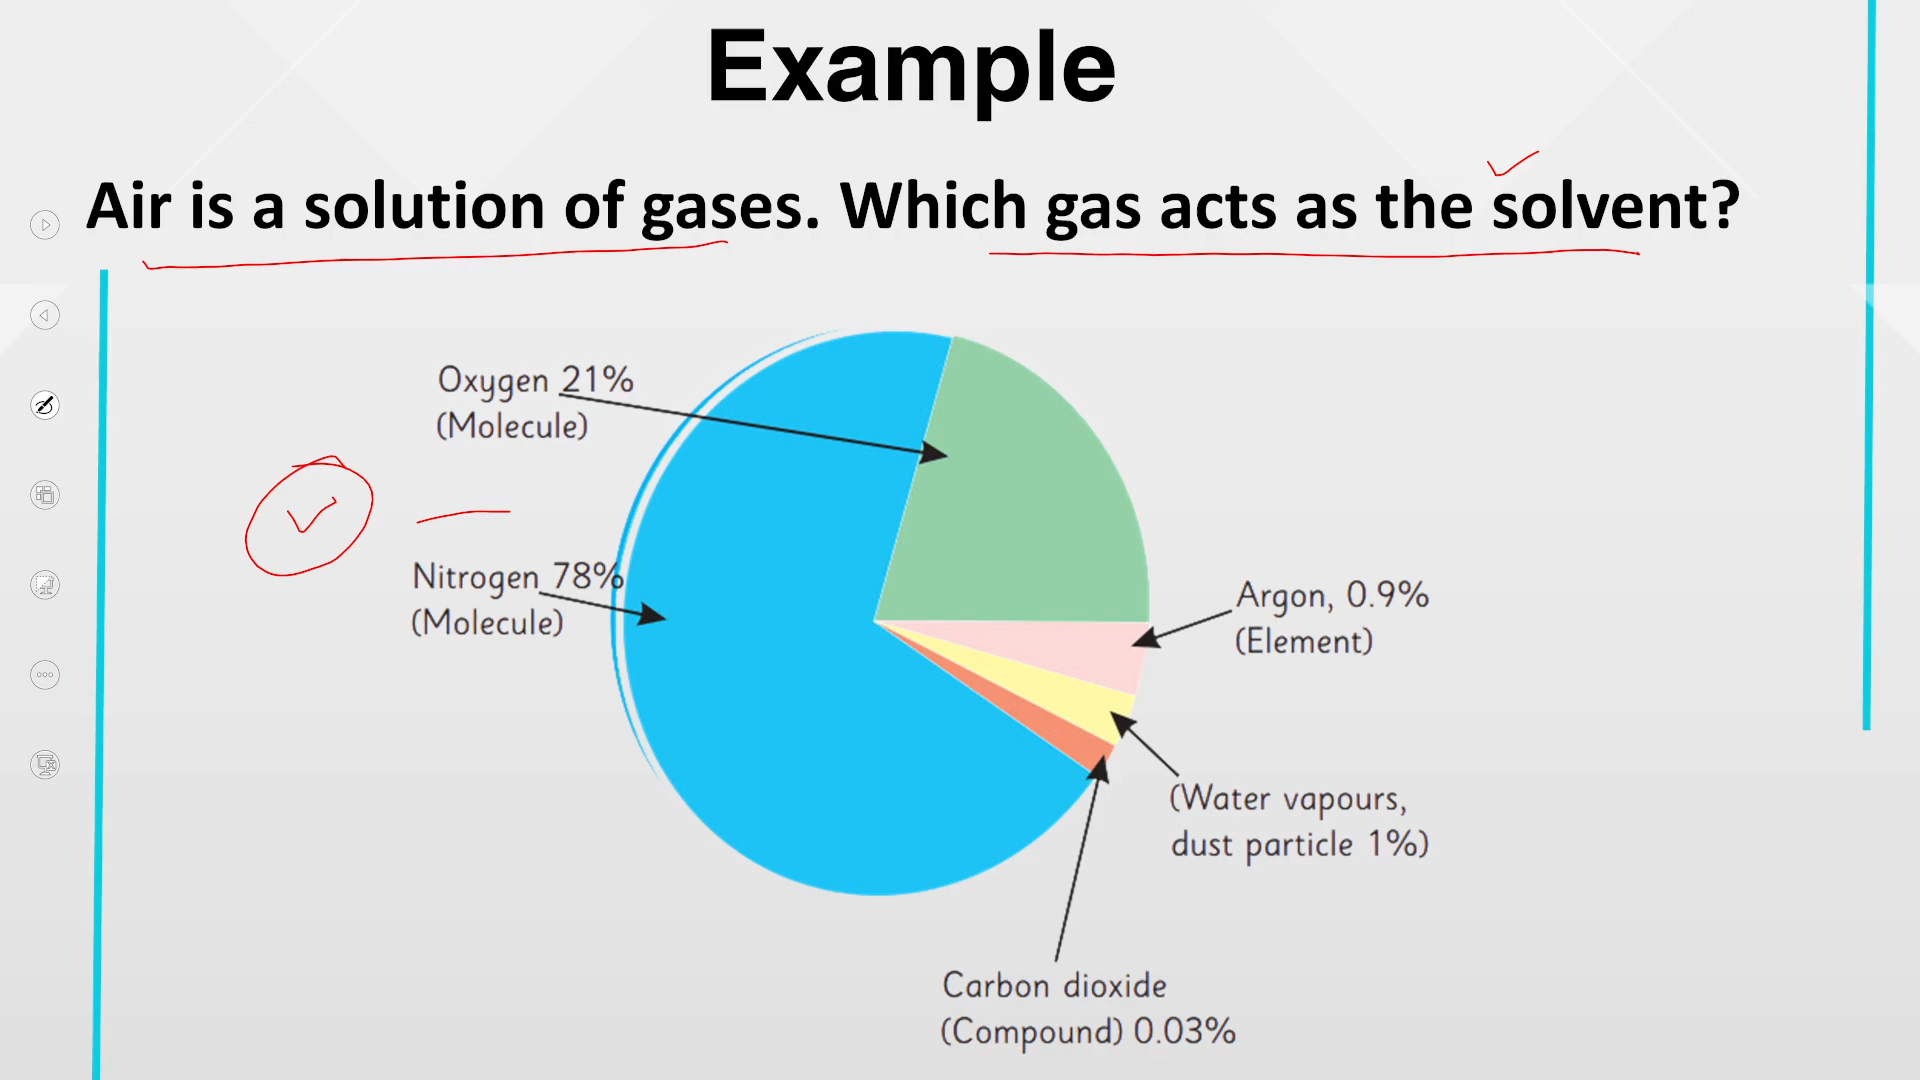 Example
Air is a solution of gases. Which gas acts as the solvent?
Oxygen 21%
(Molecule)
Nitrogen 78%
(Molecule)
Argon, 0.9%
(Element)
(Water vapours,
dust particle 1%)
Carbon dioxide
(Compound) 0.03%